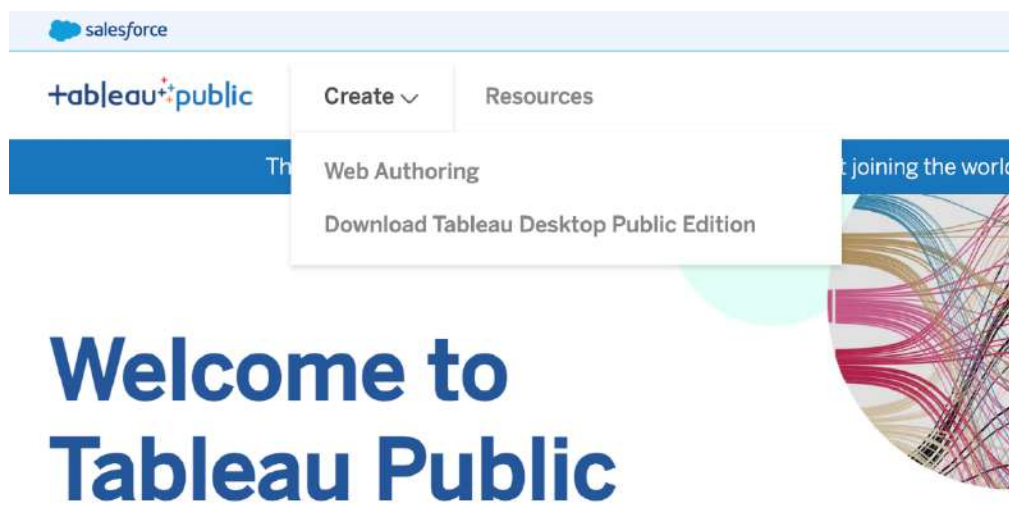 salesforce
+ableau public
Create Resources
Th t joining the worl
Web Authoring
Download Tableau Desktop Public Edition
Welcome to
Tableau Public